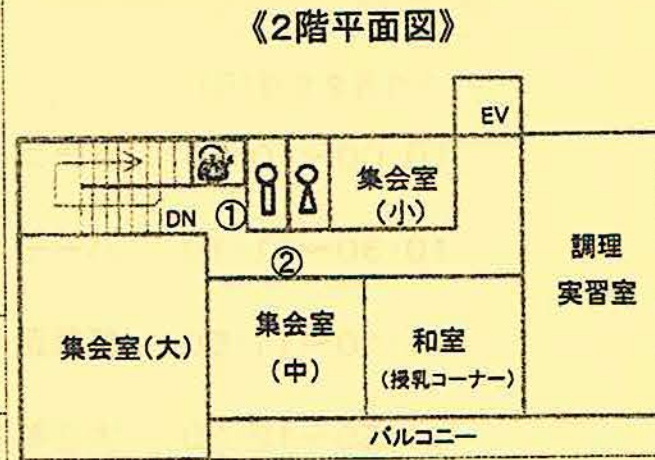 《2階平面図》
EV
集会室
(小)
DN
①
②
調理
実習室
集会室(大)
集会室
(中)
和室
(授乳コーナー)
バルコニー